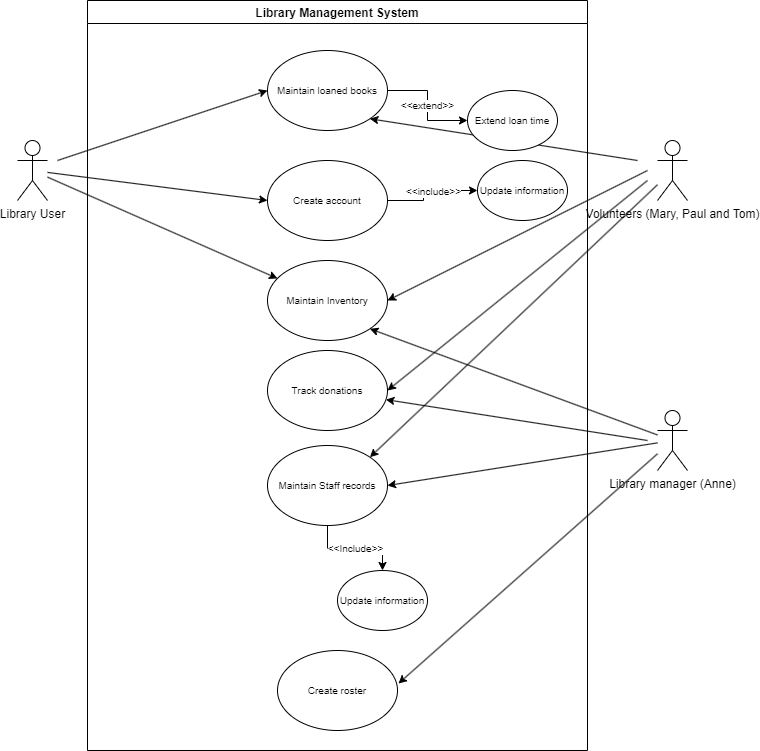 Library Management System
Maintain loaned books
<<extend>>
Extend loan time
Library User
Create account
<<include>>
Update information
Volunteers (Mary, Paul and Tom)
Maintain Inventory
Track donations
Maintain Staff records
Library manager (Anne)
<<Include>>
Update information
Create roster